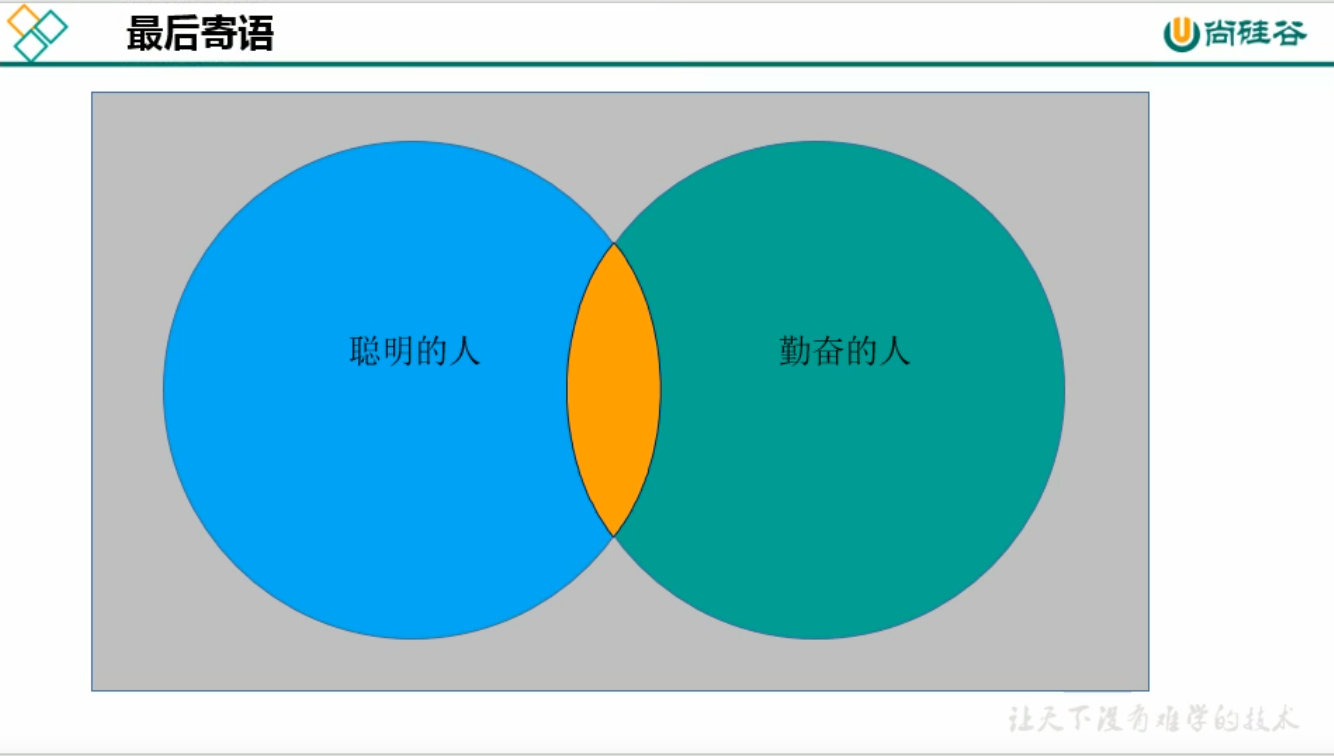 最后寄语
尚硅谷
聪明的人
勤奋的人
让天下没有难学的技术